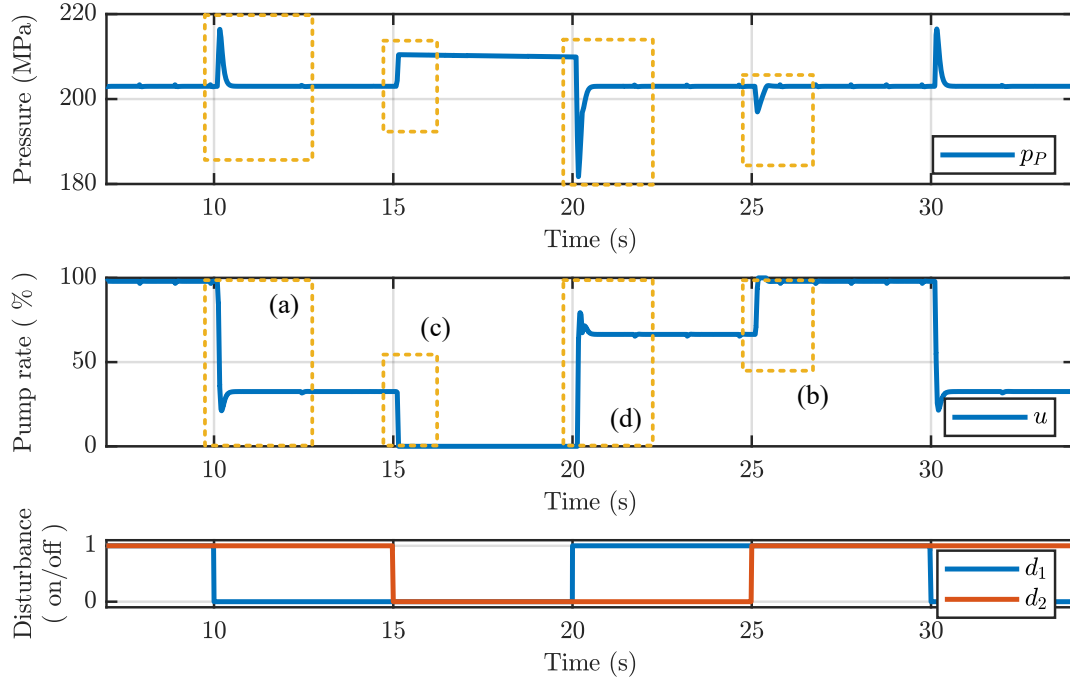 Pressure (MPa)
220
200
180
p_P
10 15 20 25 30
Time (s)
Pump rate ( % )
100
50
0
(a)
(c)
(d)
(b)
u
10 15 20 25 30
Time (s)
Disturbance
( on/off )
1
0
d_1
d_2
10 15 20 25 30
Time (s)